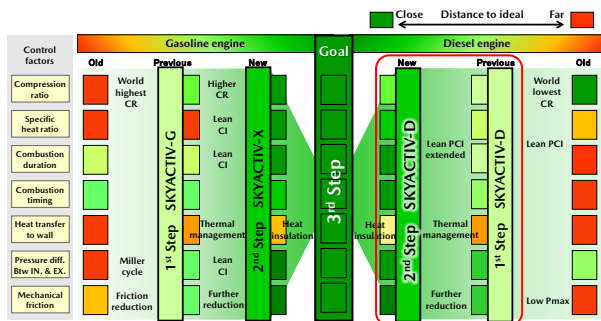 Close
Distance to ideal
Far
Gasoline engine
Goal
Diesel engine
Control
factors
Old
Previous
New
New
Previous
Old
Compression
ratio
World
highest
CR
Higher
CR
World
lowest
CR
Specific
heat ratio
Lean
CI
Lean PCI
extended
Lean PCI
Combustion
duration
Lean
CI
Combustion
timing
Heat transfer
to wall
Thermal
management
Heat
insulation
Heat
insulation
Thermal
management
Pressure diff.
Btw IN. & EX.
Miller
cycle
Lean
CI
Mechanical
friction
Friction
reduction
Further
reduction
Further
reduction
Low Pmax
1st Step SKYACTIV-G
2nd Step SKYACTIV-X
3rd Step
2nd Step SKYACTIV-D
1st Step SKYACTIV-D